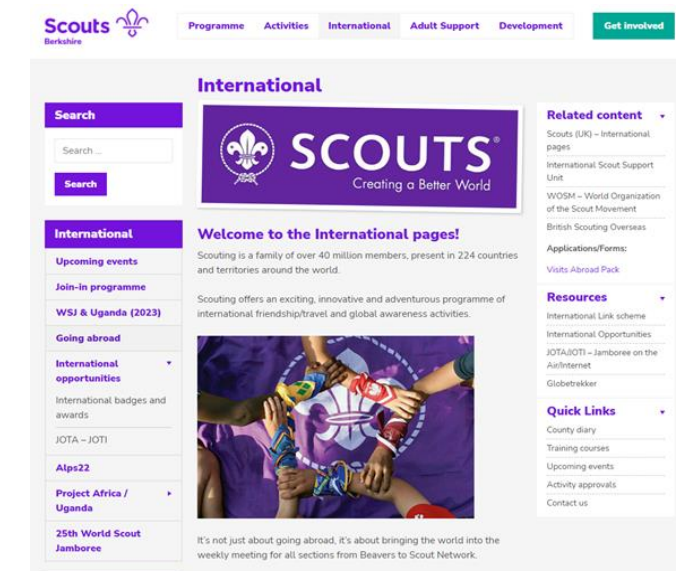 Scouts
Berkshire
Programme Activities International Adult Support Development
Get involved
International
Search
Search ...
Search
International
Upcoming events
Join-in programme
WSJ & Uganda (2023)
Going abroad
International
opportunities
International badges and
awards
JOTA – JOTI
Alps22
Project Africa /
Uganda
25th World Scout
Jamboree
SCOUTS®
Creating a Better World
Welcome to the International pages!
Scouting is a family of over 40 million members, present in 224 countries
and territories around the world.
Scouting offers an exciting, innovative and adventurous programme of
international friendship/travel and global awareness activities.
It's not just about going abroad, it's about bringing the world into the
weekly meeting for all sections from Beavers to Scout Network.
Related content
Scouts (UK) – International
pages
International Scout Support
Unit
WOSM – World Organization
of the Scout Movement
British Scouting Overseas
Applications/Forms:
Visits Abroad Pack
Resources
International Link scheme
International Opportunities
JOTA/JOTI – Jamboree on the
Air/Internet
Globetrekker
Quick Links
County diary
Training courses
Upcoming events
Activity approvals
Contact us